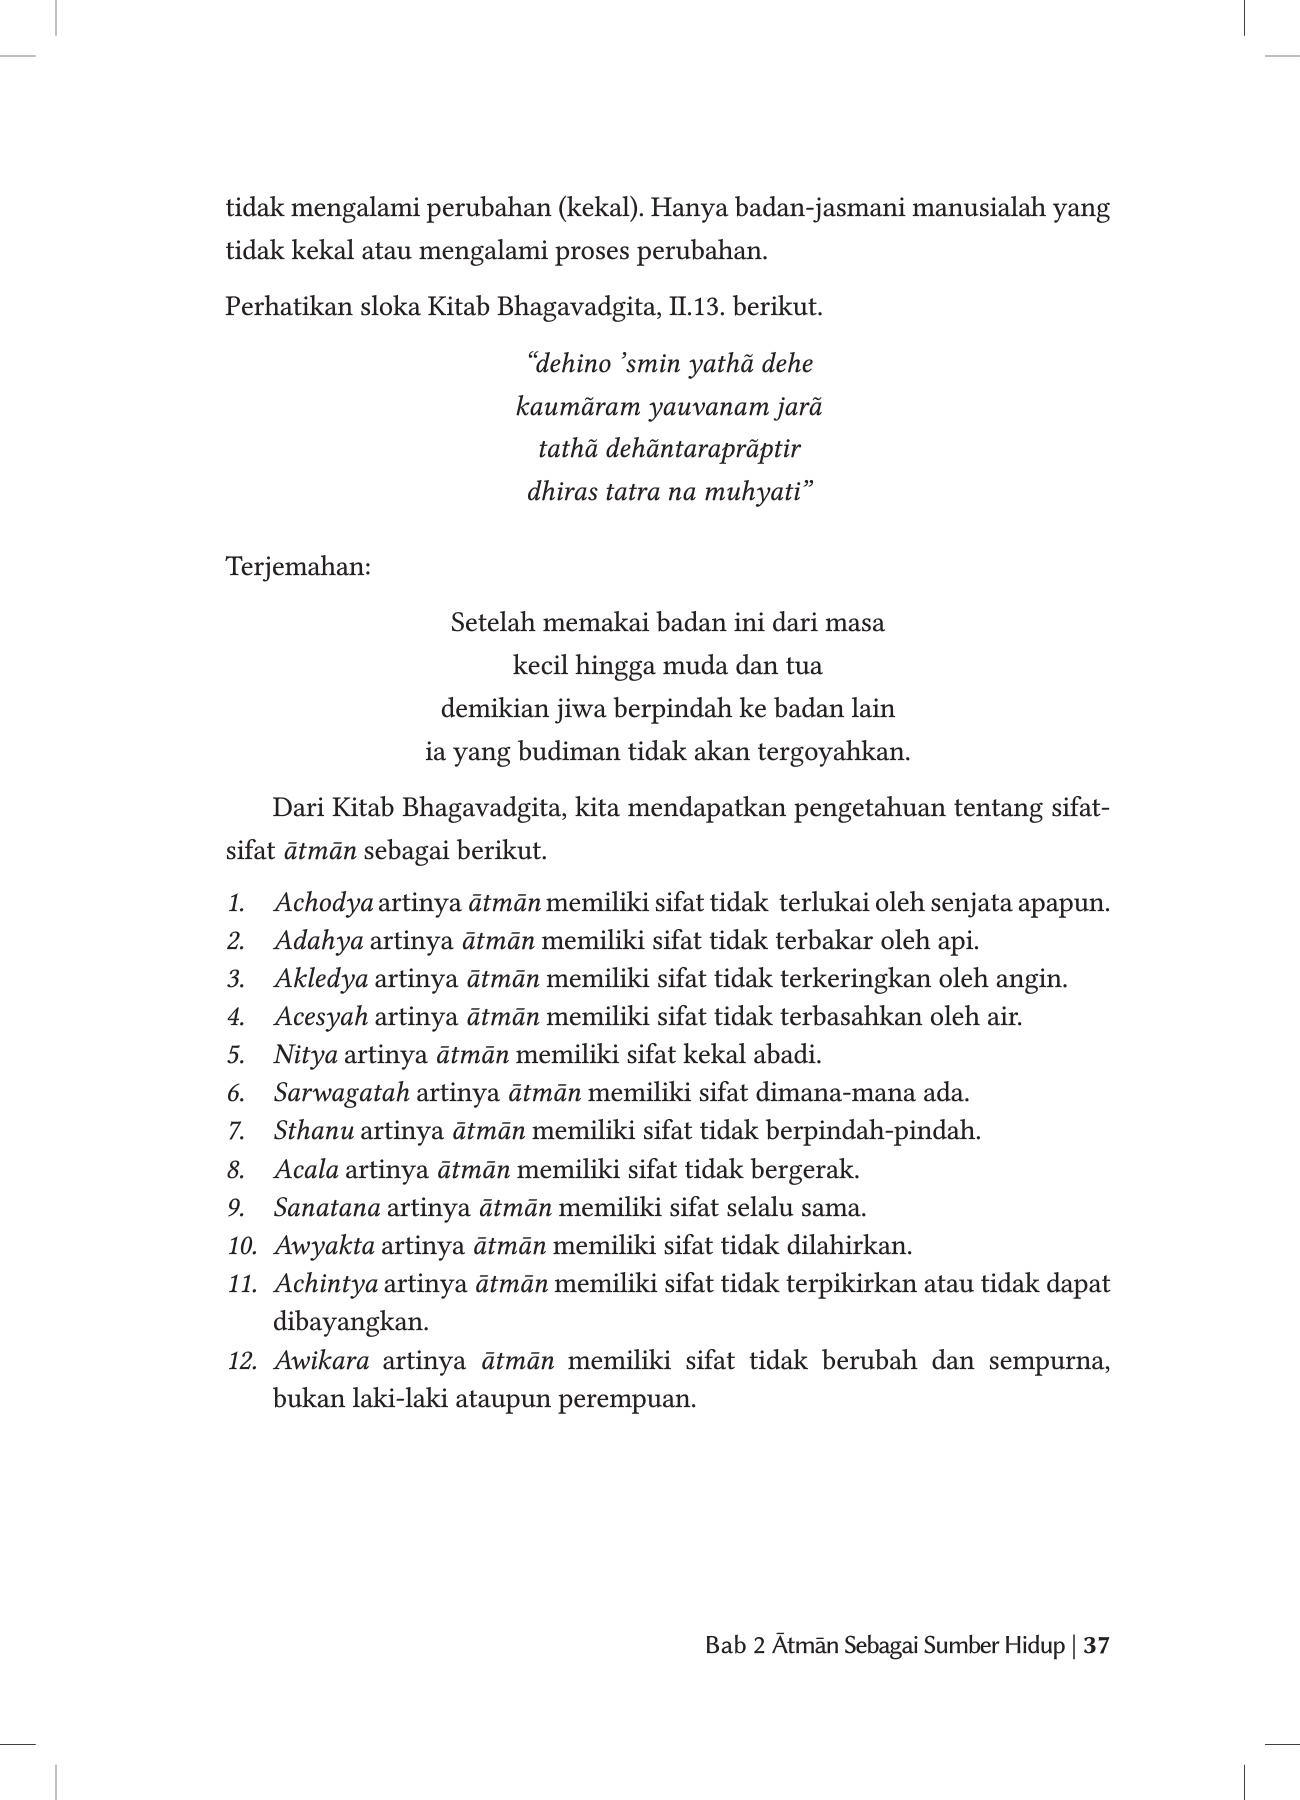 tidak mengalami perubahan (kekal). Hanya badan-jasmani manusialah yang
tidak kekal atau mengalami proses perubahan.
Perhatikan sloka Kitab Bhagavadgita, II.13. berikut.
“dehino ’smin yathã dehe
kaumãram yauvanam jarã
tathã dehãntaraprãptir
dhiras tatra na muhyati”
Terjemahan:
Setelah memakai badan ini dari masa
kecil hingga muda dan tua
demikian jiwa berpindah ke badan lain
ia yang budiman tidak akan tergoyahkan.
Dari Kitab Bhagavadgita, kita mendapatkan pengetahuan tentang sifat-
sifat ātmān sebagai berikut.
1. Achodya artinya ātmān memiliki sifat tidak terlukai oleh senjata apapun.
2. Adahya artinya ātmān memiliki sifat tidak terbakar oleh api.
3. Akledya artinya ātmān memiliki sifat tidak terkeringkan oleh angin.
4. Acesyah artinya ātmān memiliki sifat tidak terbasahkan oleh air.
5. Nitya artinya ātmān memiliki sifat kekal abadi.
6. Sarwagatah artinya ātmān memiliki sifat dimana-mana ada.
7. Sthanu artinya ātmān memiliki sifat tidak berpindah-pindah.
8. Acala artinya ātmān memiliki sifat tidak bergerak.
9. Sanatana artinya ātmān memiliki sifat selalu sama.
10. Awyakta artinya ātmān memiliki sifat tidak dilahirkan.
11. Achintya artinya ātmān memiliki sifat tidak terpikirkan atau tidak dapat
dibayangkan.
12. Awikara artinya ātmān memiliki sifat tidak berubah dan sempurna,
bukan laki-laki ataupun perempuan.
Bab 2 Ātmān Sebagai Sumber Hidup | 37